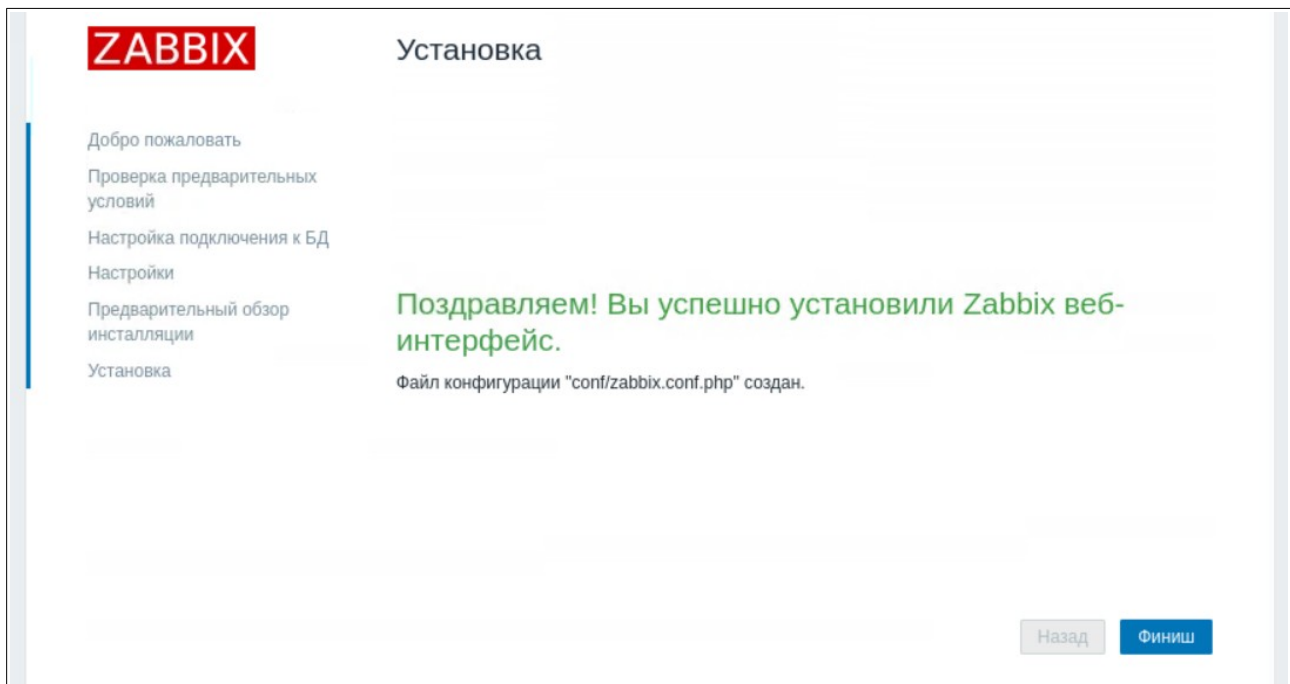 ZABBIX
Установка
Добро пожаловать
Проверка предварительных
условий
Настройка подключения к БД
Настройки
Предварительный обзор
инсталляции
Установка
Поздравляем! Вы успешно установили Zabbix веб-
интерфейс.
Файл конфигурации "conf/zabbix.conf.php" создан.
Назад
Финиш